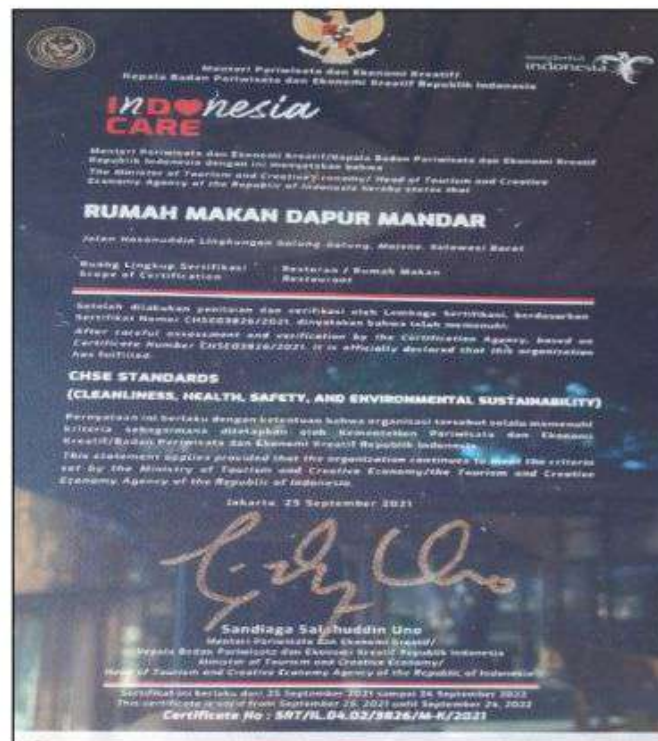 Menteri Pariwisata dan Ekonomi Kreatif/
Kepala Badan Pariwisata dan Ekonomi Kreatif Republik Indonesia
wonderful
indonesia
INDONESIA
CARE
Menteri Pariwisata dan Ekonomi Kreatif/Kepala Badan Pariwisata dan Ekonomi Kreatif
Republik Indonesia dengan ini menyatakan bahwa
The Minister of Tourism and Creative Economy/ Head of Tourism and Creative
Economy Agency of the Republic of Indonesia hereby states that
RUMAH MAKAN DAPUR MANDAR
Jalan Hasanuddin Lingkungan Galung-Galung, Majene, Sulawesi Barat
Ruang Lingkup Sertifikasi : Restoran / Rumah Makan
Scope of Certification Restaurant
Setelah dilakukan penilaian dan verifikasi oleh Lembaga Sertifikasi, berdasarkan
Sertifikat Nomor CHSE03826/2021, dinyatakan bahwa telah memenuhi:
After careful assessment and verification by the Certification Agency, based on
Certificate Number CHSE03826/2021, it is officially declared that this organization
has fulfilled:
CHSE STANDARDS
(CLEANLINESS, HEALTH, SAFETY, AND ENVIRONMENTAL SUSTAINABILITY)
Pernyataan ini berlaku dengan ketentuan bahwa organisasi tersebut selalu memenuhi
kriteria sebagaimana ditetapkan oleh Kementerian Pariwisata dan Ekonomi
Kreatif/Badan Pariwisata dan Ekonomi Kreatif Republik Indonesia.
This statement applies provided that the organization continues to meet the criteria
set by the Ministry of Tourism and Creative Economy/the Tourism and Creative
Economy Agency of the Republic of Indonesia.
Jakarta, 25 September 2021
Sandiaga Salahuddin Uno
Menteri Pariwisata dan Ekonomi Kreatif/
Kepala Badan Pariwisata dan Ekonomi Kreatif Republik Indonesia
Minister of Tourism and Creative Economy/
Head of Tourism and Creative Economy Agency of the Republic of Indonesia
Sertifikat ini berlaku dari 25 September 2021 sampai 24 September 2022
This certificate is valid from September 25, 2021 until September 24, 2022
Certificate No : SRT/IL.04.02/3826/M-K/2021